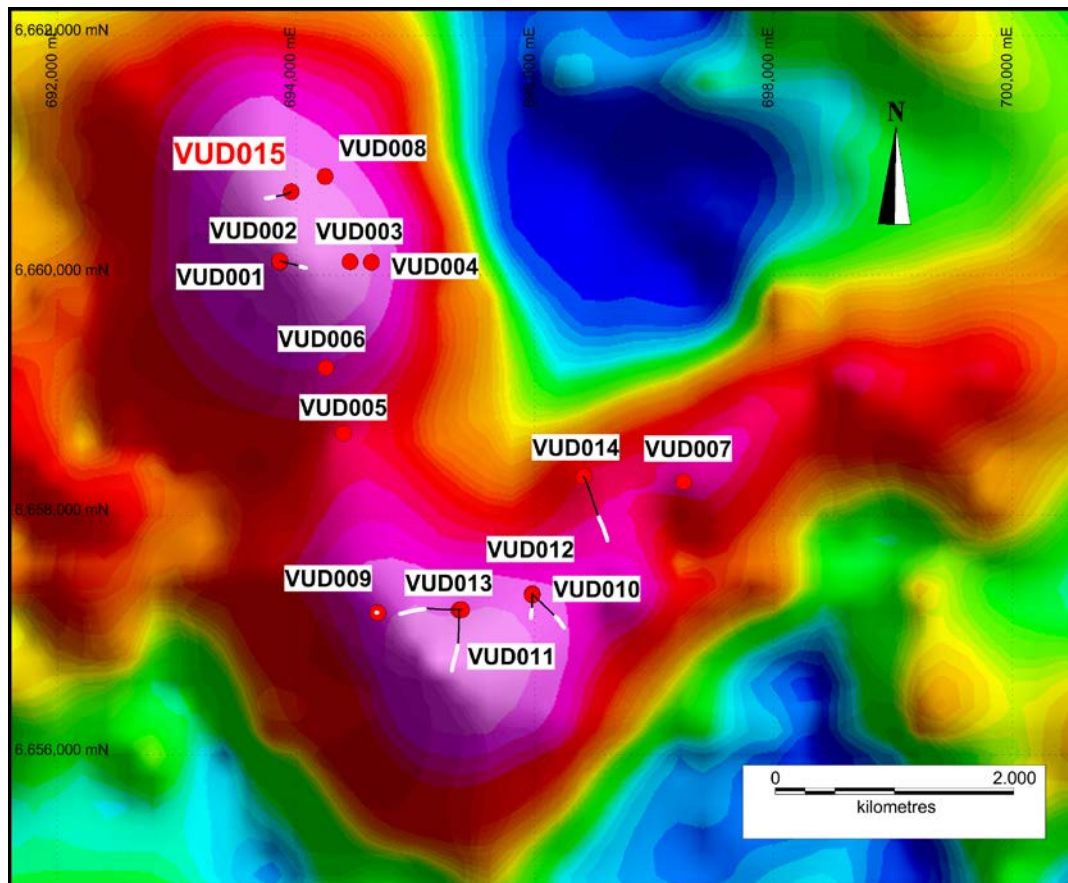 6,662,000 mN
692,000 mE
694,000 mE
696,000 mE
698,000 mE
700,000 mE
N
VUD015
VUD008
VUD002
VUD003
VUD001
VUD004
6,660,000 mN
VUD006
VUD005
VUD014
VUD007
6,658,000 mN
VUD012
VUD009
VUD013
VUD010
VUD011
6,656,000 mN
0
2.000
kilometres